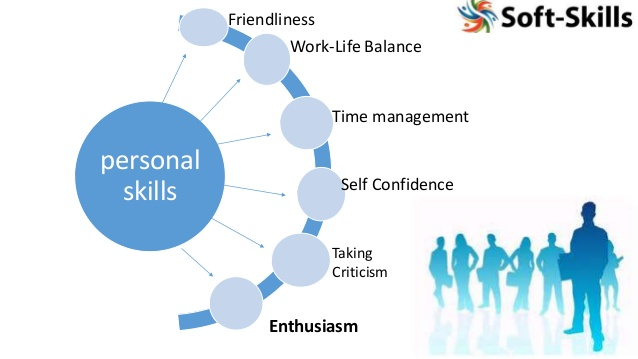 Soft-Skills
Friendliness
Work-Life Balance
Time management
personal
skills
Self Confidence
Taking
Criticism
Enthusiasm